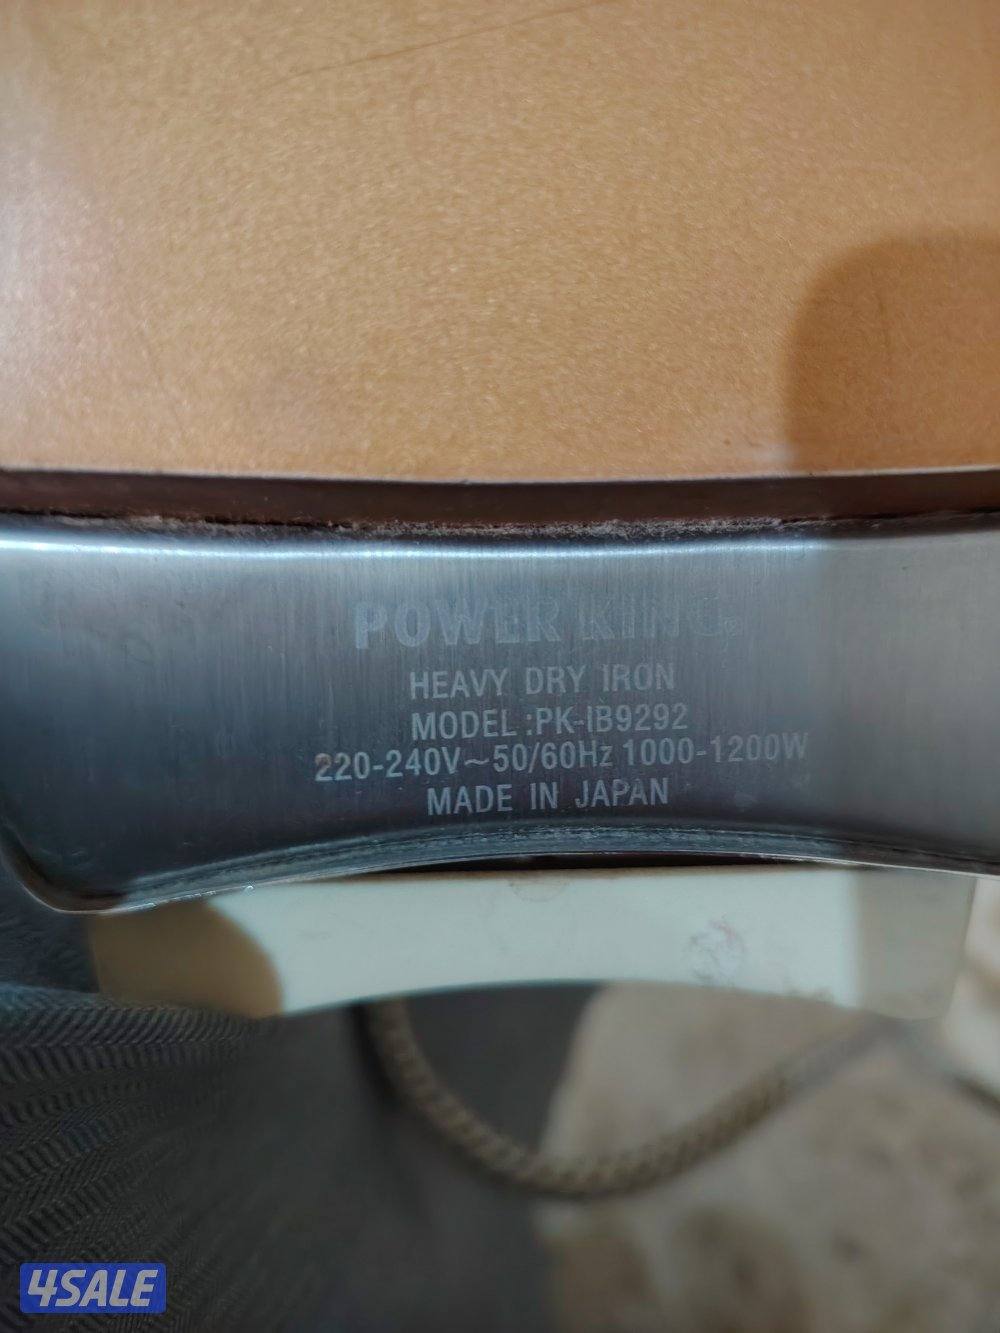 POWER KING®
HEAVY DRY IRON
MODEL :PK-IB9292
220-240V~50/60Hz 1000-1200W
MADE IN JAPAN
4SALE